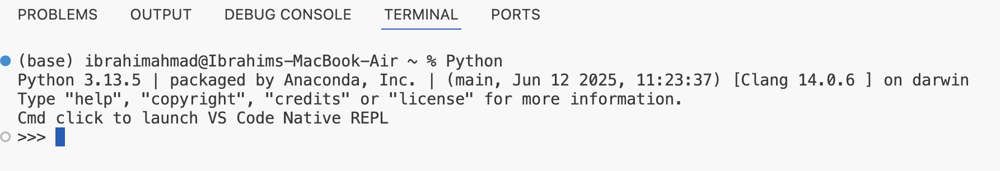 PROBLEMS OUTPUT DEBUG CONSOLE TERMINAL PORTS
(base) ibrahimahmad@Ibrahims-MacBook-Air ~ % Python
Python 3.13.5 | packaged by Anaconda, Inc. | (main, Jun 12 2025, 11:23:37) [Clang 14.0.6 ] on darwin
Type "help", "copyright", "credits" or "license" for more information.
Cmd click to launch VS Code Native REPL
>>>